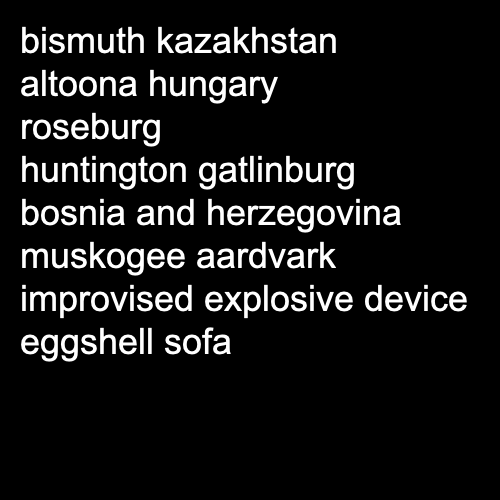 bismuth kazakhstan
altoona hungary
roseburg
huntington gatlinburg
bosnia and herzegovina
muskogee aardvark
improvised explosive device
eggshell sofa